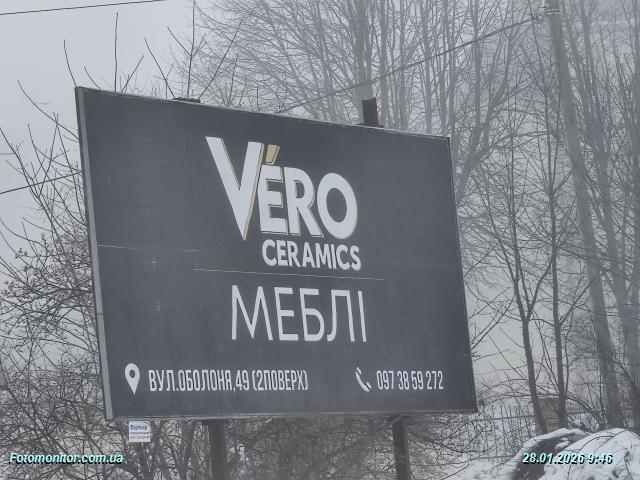 VÉRO
CERAMICS
МЕБЛІ
ВУЛ.ОБОЛОНЯ,49 (2ПОВЕРХ)
097 38 59 272
Fotomonitor.com.ua
28.01.2026 9:46